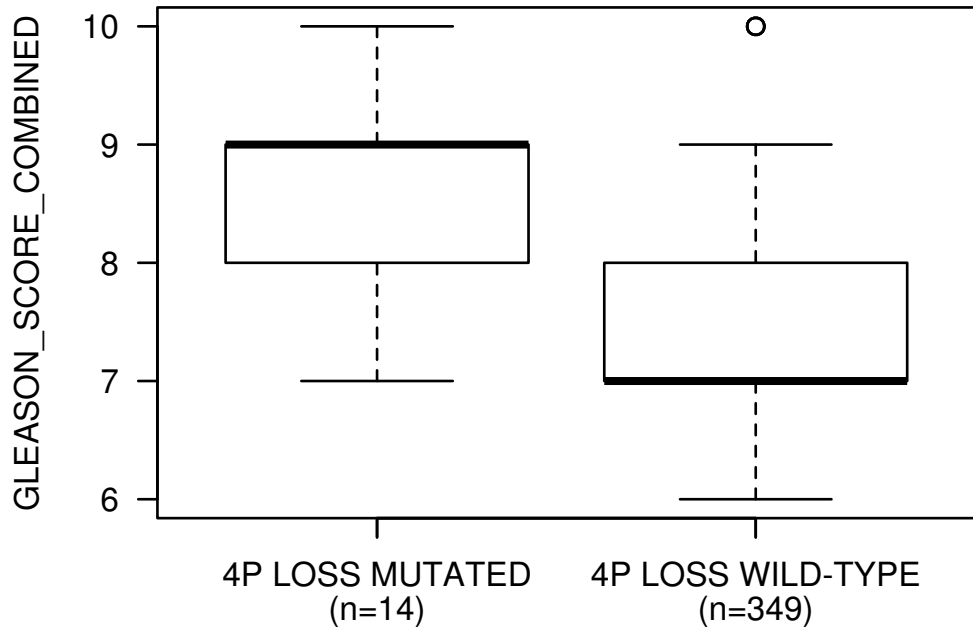 GLEASON_SCORE_COMBINED
10
9
8
7
6
4P LOSS MUTATED
(n=14)
4P LOSS WILD-TYPE
(n=349)